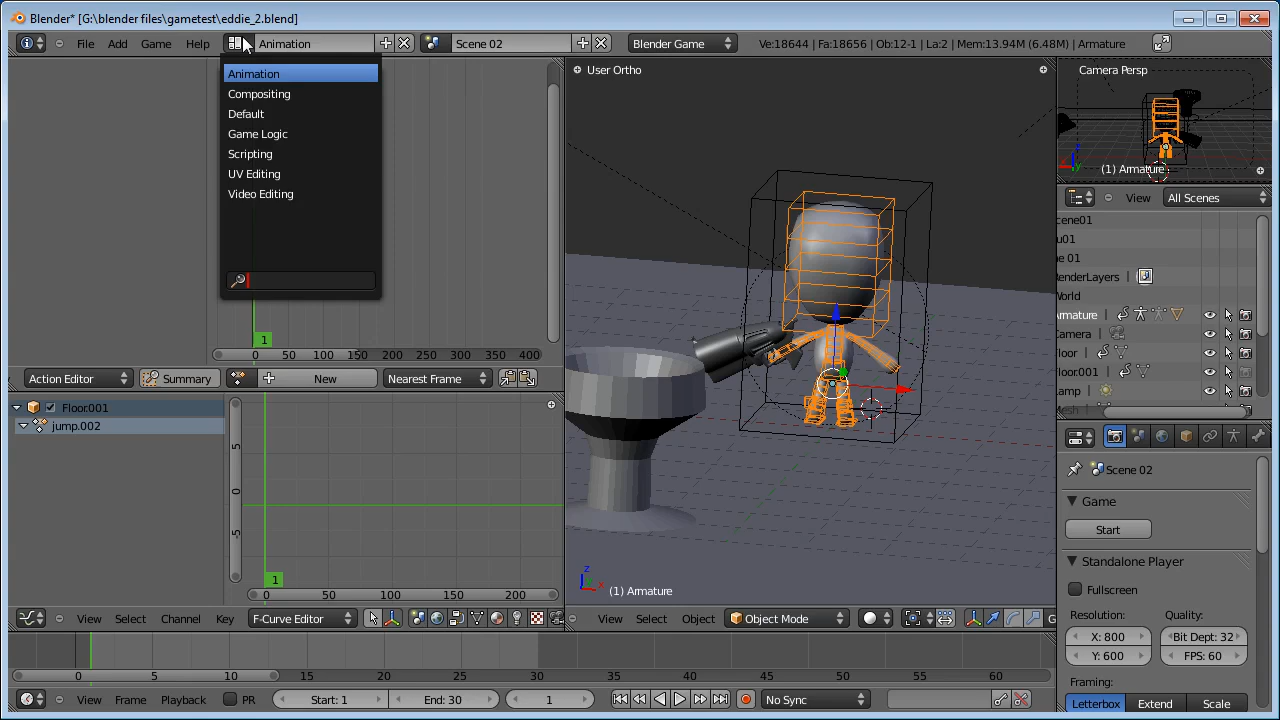 Blender* [G:\blender files\gametest\eddie_2.blend]
File Add Game Help Animation Scene 02 Blender Game Ve:18644 | Fa:18656 | Ob:12-1 | La:2 | Mem:13.94M (6.48M) | Armature
Animation
Compositing
Default
Game Logic
Scripting
UV Editing
Video Editing
1
0 50 100 150 200 250 300 350 400
Action Editor Summary New Nearest Frame
Floor.001
jump.002
5
0
-5
1
0 50 100 150 200
View Select Channel Key F-Curve Editor
User Ortho
z
x
(1) Armature
View Select Object Object Mode G
Camera Persp
y
(1) Armature
View All Scenes
cene01
u01
ne 01
RenderLayers |
World
Armature |
Camera |
loor |
loor.001 |
amp |
Mesh
Scene 02
Game
Start
Standalone Player
Fullscreen
Resolution: Quality:
X: 800 Bit Dept: 32
Y: 600 FPS: 60
Framing:
Letterbox Extend Scale
0 5 10 15 20 25 30 35 40 45 50 55 60
View Frame Playback PR Start: 1 End: 30 1 No Sync